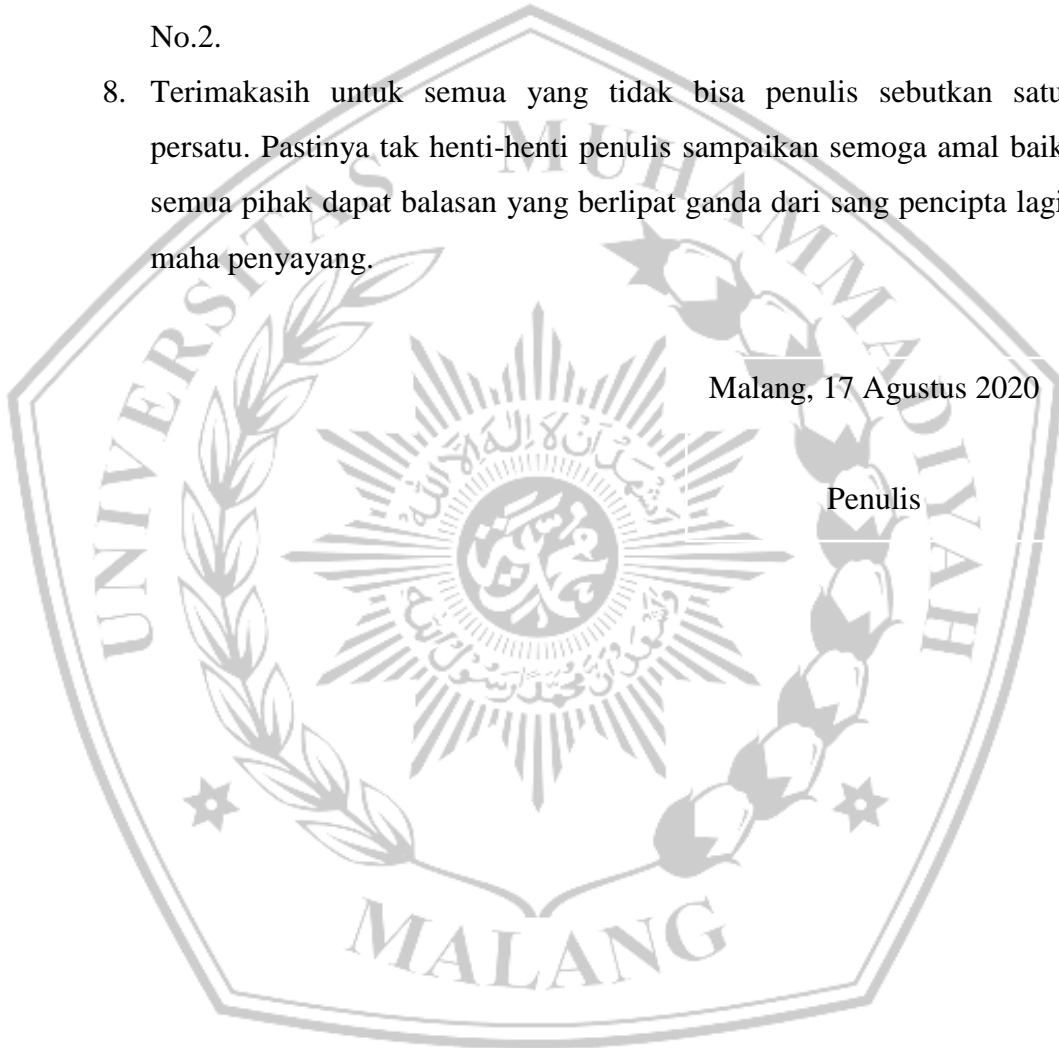 No.2.
8. Terimakasih untuk semua yang tidak bisa penulis sebutkan satu
persatu. Pastinya tak henti-henti penulis sampaikan semoga amal baik
semua pihak dapat balasan yang berlipat ganda dari sang pencipta lagi
maha penyayang.
Malang, 17 Agustus 2020
Penulis
UNIVERSITAS MUHAMMADIYAH
MALANG